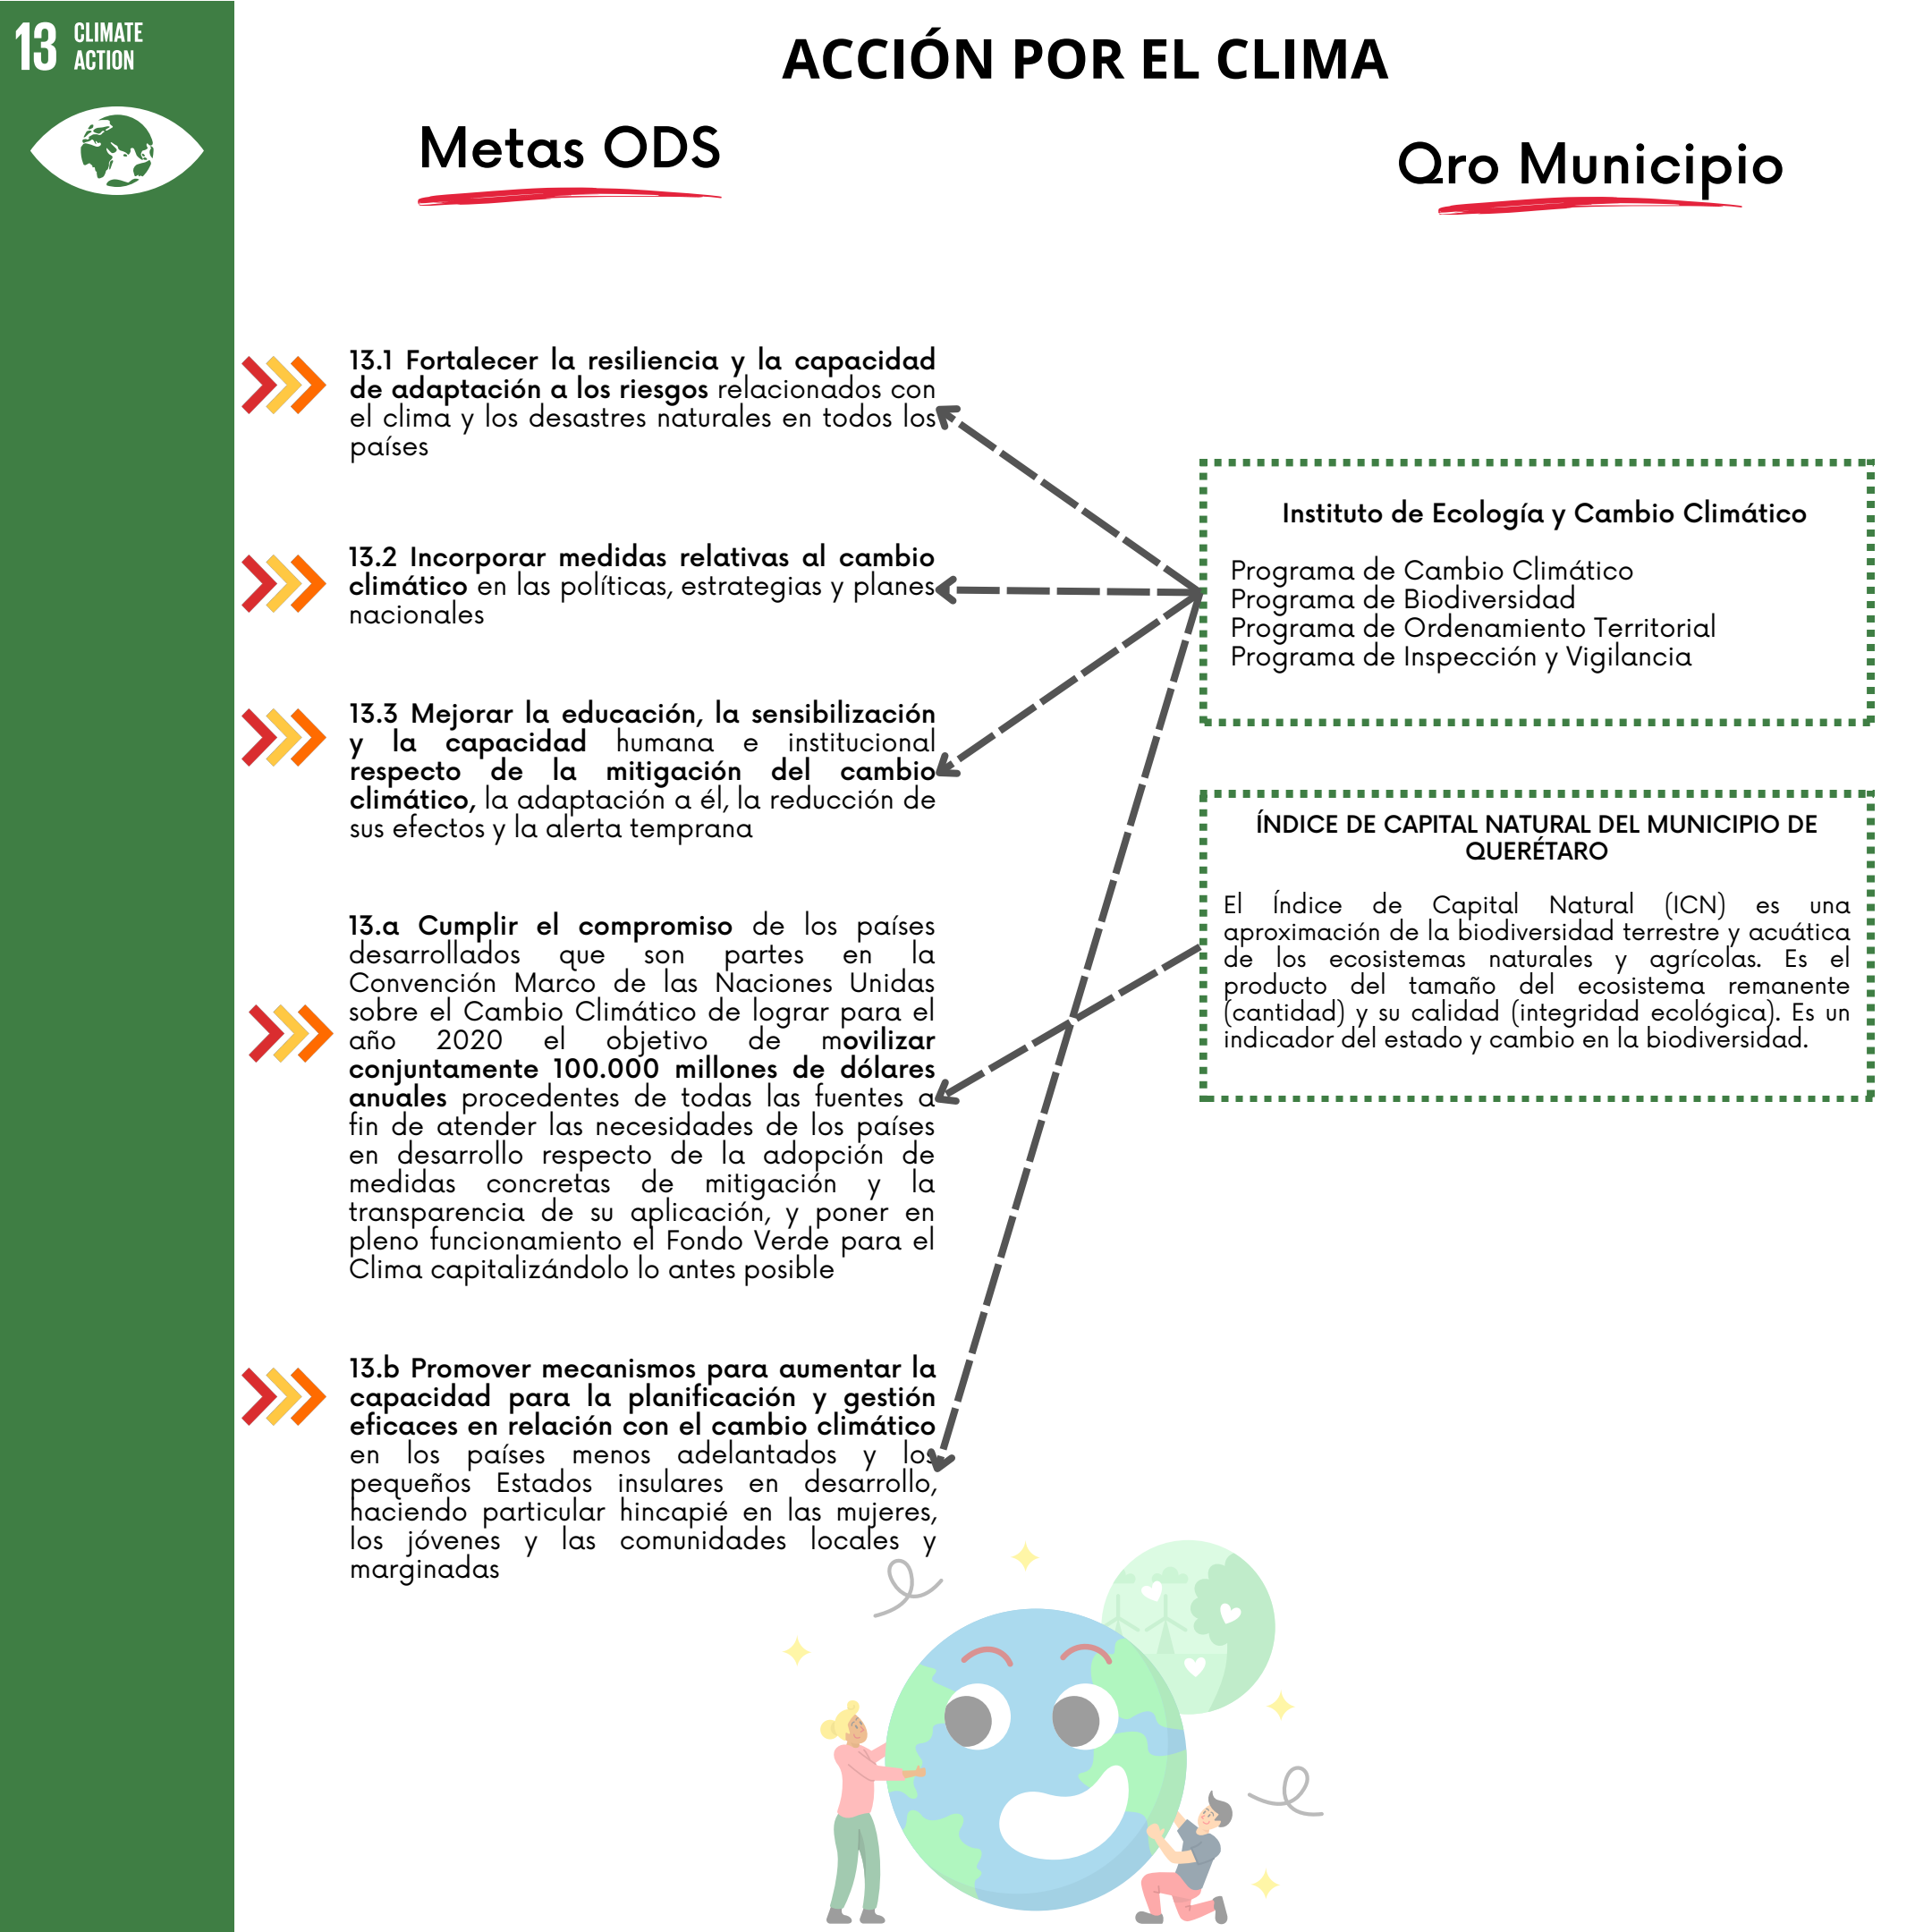 13 CLIMATE
ACTION
ACCIÓN POR EL CLIMA
Metas ODS
Qro Municipio
13.1 Fortalecer la resiliencia y la capacidad
de adaptación a los riesgos relacionados con
el clima y los desastres naturales en todos los
países
13.2 Incorporar medidas relativas al cambio
climático en las políticas, estrategias y planes
nacionales
13.3 Mejorar la educación, la sensibilización
y la capacidad humana e institucional
respecto de la mitigación del cambio
climático, la adaptación a él, la reducción de
sus efectos y la alerta temprana
13.a Cumplir el compromiso de los países
desarrollados que son partes en la
Convención Marco de las Naciones Unidas
sobre el Cambio Climático de lograr para el
año 2020 el objetivo de movilizar
conjuntamente 100.000 millones de dólares
anuales procedentes de todas las fuentes a
fin de atender las necesidades de los países
en desarrollo respecto de la adopción de
medidas concretas de mitigación y la
transparencia de su aplicación, y poner en
pleno funcionamiento el Fondo Verde para el
Clima capitalizándolo lo antes posible
13.b Promover mecanismos para aumentar la
capacidad para la planificación y gestión
eficaces en relación con el cambio climático
en los países menos adelantados y los
pequeños Estados insulares en desarrollo,
haciendo particular hincapié en las mujeres,
los jóvenes y las comunidades locales y
marginadas
Instituto de Ecología y Cambio Climático
Programa de Cambio Climático
Programa de Biodiversidad
Programa de Ordenamiento Territorial
Programa de Inspección y Vigilancia
ÍNDICE DE CAPITAL NATURAL DEL MUNICIPIO DE
QUERÉTARO
El Índice de Capital Natural (ICN) es una
aproximación de la biodiversidad terrestre y acuática
de los ecosistemas naturales y agrícolas. Es el
producto del tamaño del ecosistema remanente
(cantidad) y su calidad (integridad ecológica). Es un
indicador del estado y cambio en la biodiversidad.